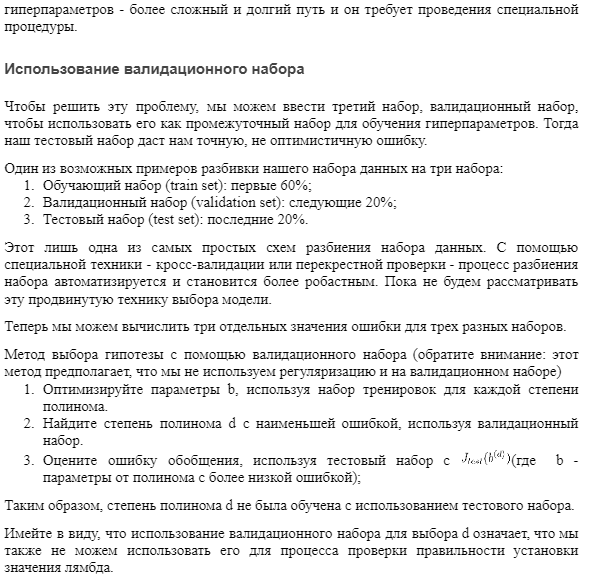 гиперпараметров - более сложный и долгий путь и он требует проведения специальной
процедуры.
Использование валидационного набора
Чтобы решить эту проблему, мы можем ввести третий набор, валидационный набор,
чтобы использовать его как промежуточный набор для обучения гиперпараметров. Тогда
наш тестовый набор даст нам точную, не оптимистичную ошибку.
Один из возможных примеров разбивки нашего набора данных на три набора:
1. Обучающий набор (train set): первые 60%;
2. Валидационный набор (validation set): следующие 20%;
3. Тестовый набор (test set): последние 20%.
Этот лишь одна из самых простых схем разбиения набора данных. С помощью
специальной техники - кросс-валидации или перекрестной проверки - процесс разбиения
набора автоматизируется и становится более робастным. Пока не будем рассматривать
эту продвинутую технику выбора модели.
Теперь мы можем вычислить три отдельных значения ошибки для трех разных наборов.
Метод выбора гипотезы с помощью валидационного набора (обратите внимание: этот
метод предполагает, что мы не используем регуляризацию и на валидационном наборе)
1. Оптимизируйте параметры b, используя набор тренировок для каждой степени
полинома.
2. Найдите степень полинома d с наименьшей ошибкой, используя валидационный
набор.
3. Оцените ошибку обобщения, используя тестовый набор с J_{test}(b^{(d)})(где b -
параметры от полинома с более низкой ошибкой);
Таким образом, степень полинома d не была обучена с использованием тестового набора.
Имейте в виду, что использование валидационного набора для выбора d означает, что мы
также не можем использовать его для процесса проверки правильности установки
значения лямбда.